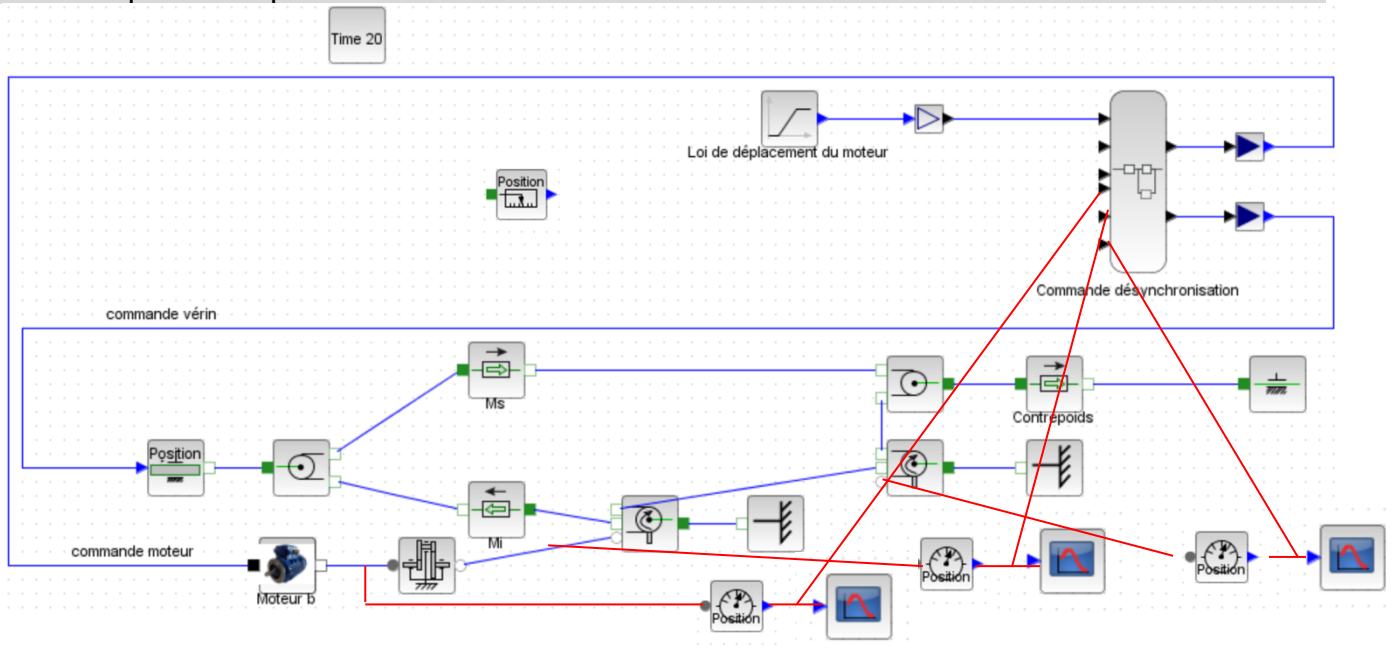 Time 20
Loi de déplacement du moteur
Position
Commande désynchronisation
commande vérin
Ms
Contrepoids
Position
Mi
commande moteur
Moteur b
Position
Position
Position